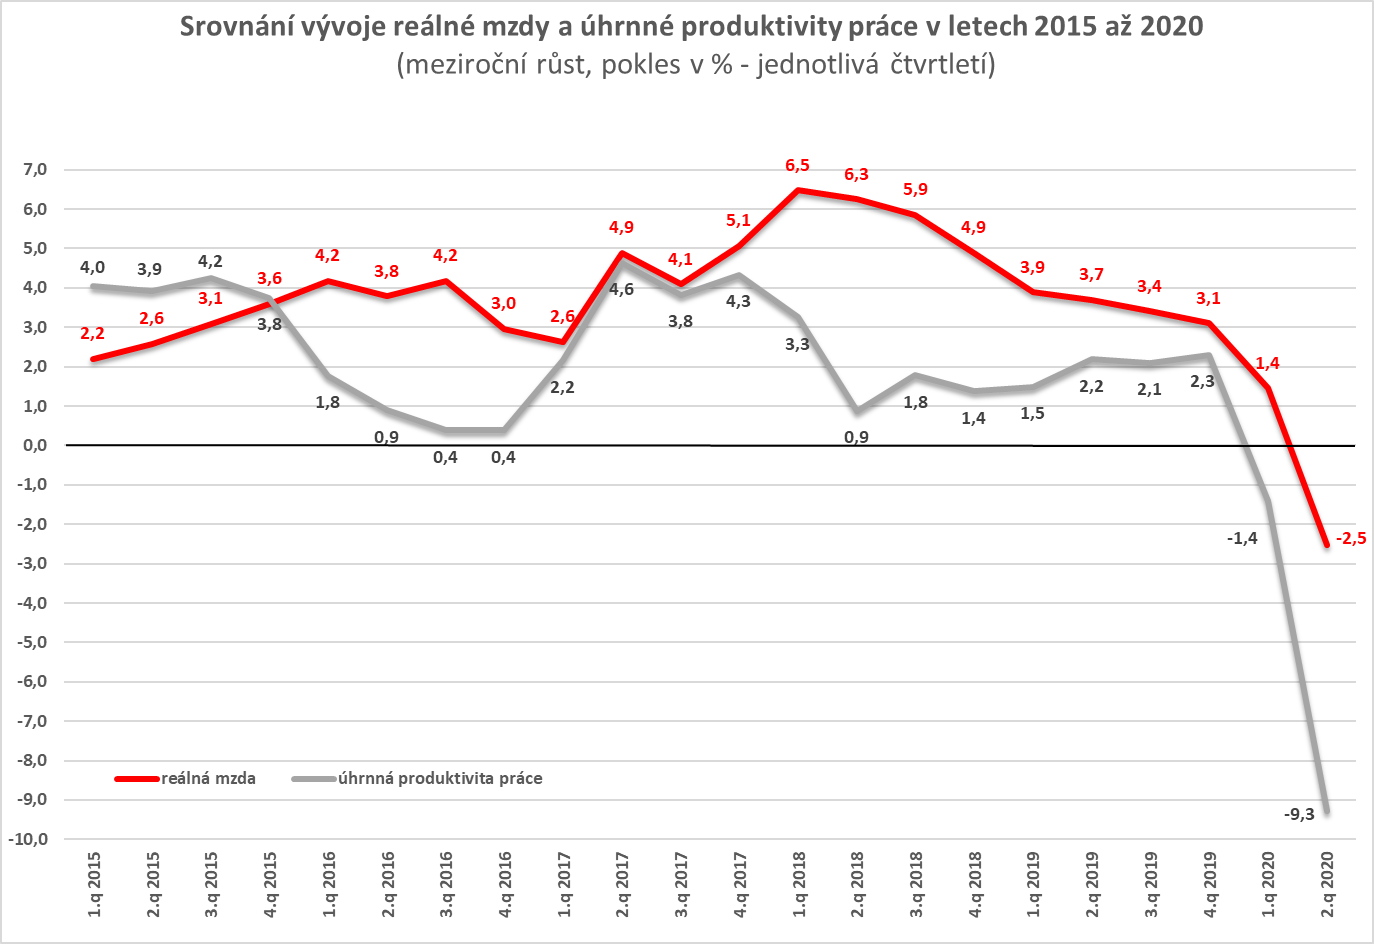 Srovnání vývoje reálné mzdy a úhrnné produktivity práce v letech 2015 až 2020
(meziroční růst, pokles v % - jednotlivá čtvrtletí)
7,0
6,0
5,0
4,0
3,0
2,0
1,0
0,0
-1,0
-2,0
-3,0
-4,0
-5,0
-6,0
-7,0
-8,0
-9,0
-10,0
2,2
2,6
3,1
3,6
4,2
3,8
4,2
3,0
2,6
4,9
4,1
5,1
6,5
6,3
5,9
4,9
3,9
3,7
3,4
3,1
1,4
-2,5
4,0
3,9
4,2
3,8
1,8
0,9
0,4
0,4
2,2
4,6
3,8
4,3
3,3
0,9
1,8
1,4
1,5
2,2
2,1
2,3
-1,4
-9,3
reálná mzda
úhrnná produktivita práce
1.q 2015
2.q 2015
3.q 2015
4.q 2015
1.q 2016
2.q 2016
3.q 2016
4.q 2016
1.q 2017
2.q 2017
3.q 2017
4.q 2017
1.q 2018
2.q 2018
3.q 2018
4.q 2018
1.q 2019
2.q 2019
3.q 2019
4.q 2019
1.q 2020
2.q 2020